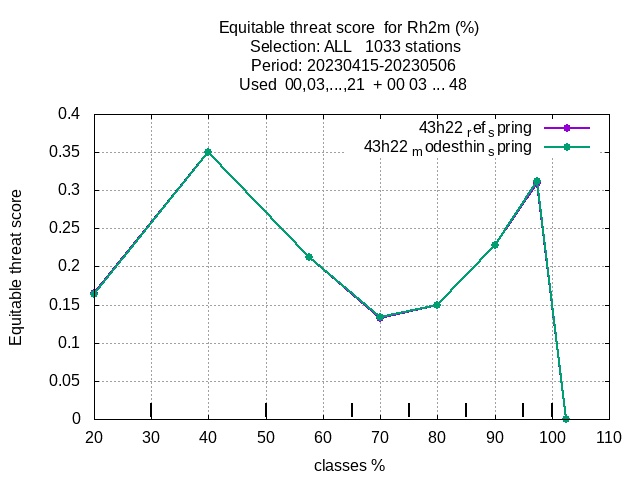 Equitable threat score  for Rh2m (%)
Selection: ALL   1033 stations
Period: 20230415-20230506
Used  00,03,...,21  + 00 03 ... 48
43h22 ref spring
43h22 modesthin spring
0.4
0.35
0.3
0.25
0.2
0.15
0.1
0.05
0
Equitable threat score
20 30 40 50 60 70 80 90 100 110
classes %